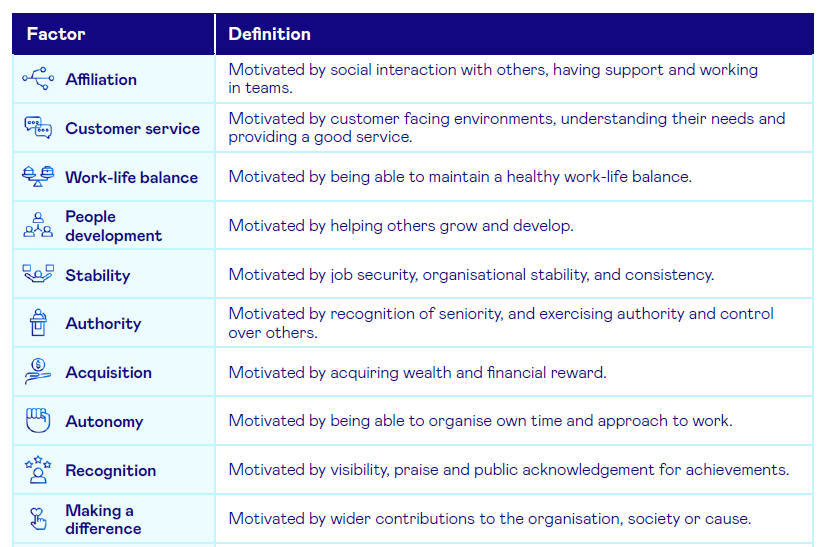 Factor
Definition
Affiliation
Motivated by social interaction with others, having support and working
in teams.
Customer service
Motivated by customer facing environments, understanding their needs and
providing a good service.
Work-life balance
Motivated by being able to maintain a healthy work-life balance.
People
development
Motivated by helping others grow and develop.
Stability
Motivated by job security, organisational stability, and consistency.
Authority
Motivated by recognition of seniority, and exercising authority and control
over others.
Acquisition
Motivated by acquiring wealth and financial reward.
Autonomy
Motivated by being able to organise own time and approach to work.
Recognition
Motivated by visibility, praise and public acknowledgement for achievements.
Making a
difference
Motivated by wider contributions to the organisation, society or cause.